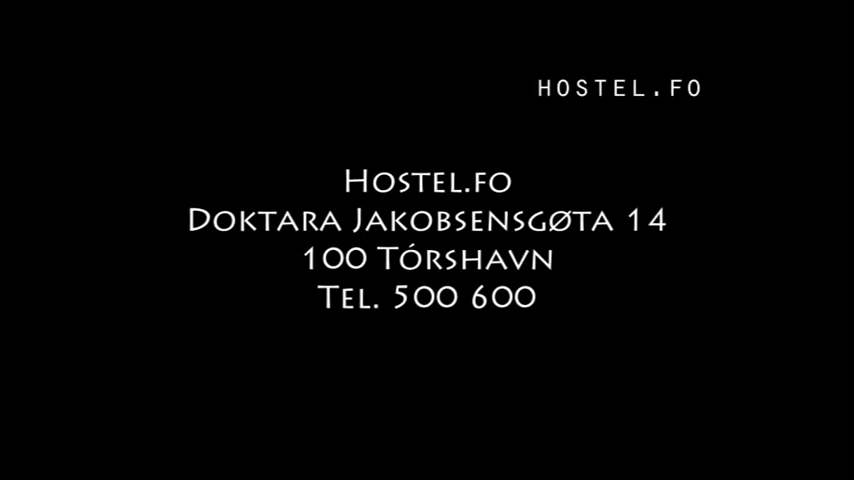 HOSTEL.FO
Hostel.fo
Doktara Jakobsensgøta 14
100 Tórshavn
Tel. 500 600